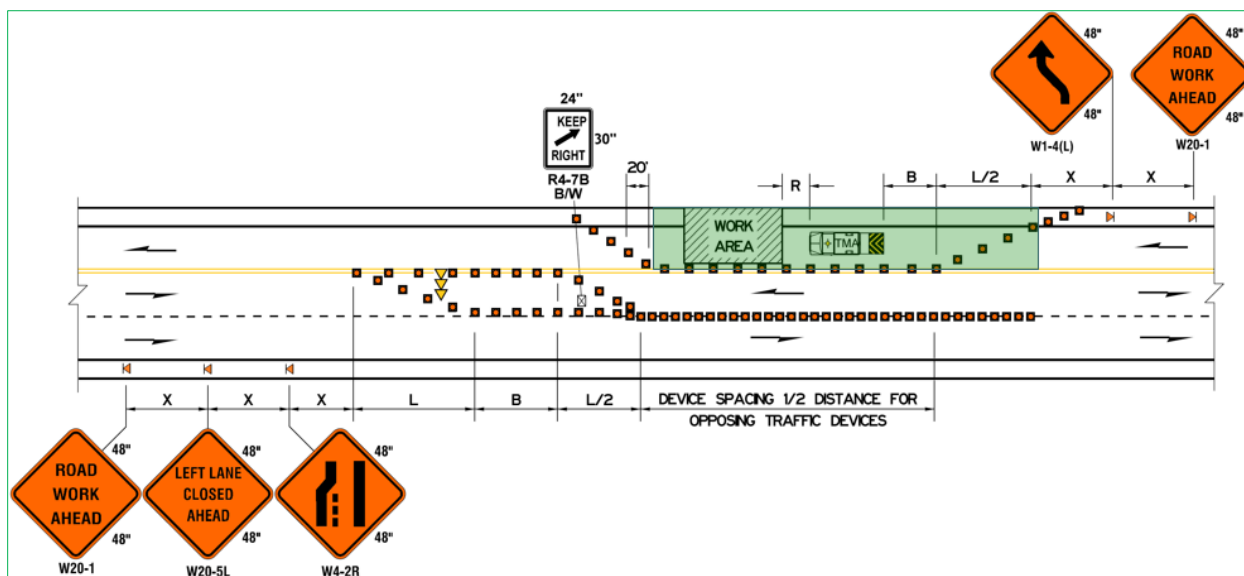 48"
ROAD
WORK
AHEAD
48"
W20-1
48"
48"
W1-4(L)
24"
KEEP
RIGHT
30"
R4-7B
B/W
20'
R
B
L/2
X
X
WORK
AREA
TMA
X
X
X
L
B
L/2
DEVICE SPACING 1/2 DISTANCE FOR
OPPOSING TRAFFIC DEVICES
ROAD
WORK
AHEAD
48"
48"
W20-1
LEFT LANE
CLOSED
AHEAD
48"
48"
W20-5L
48"
48"
W4-2R